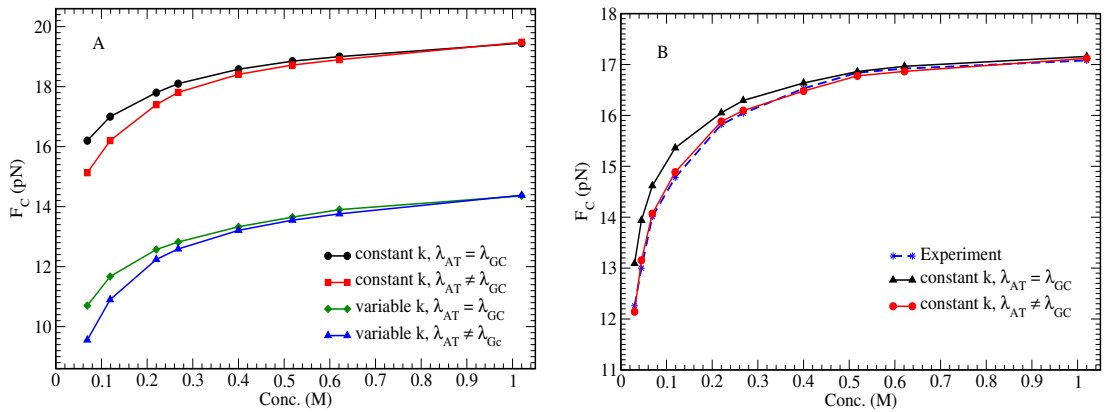 A
F_C (pN)
20
18
16
14
12
10
constant k, λ_AT = λ_GC
constant k, λ_AT ≠ λ_GC
variable k, λ_AT = λ_GC
variable k, λ_AT ≠ λ_Gc
0 0.1 0.2 0.3 0.4 0.5 0.6 0.7 0.8 0.9 1
Conc. (M)
B
F_C (pN)
18
17
16
15
14
13
12
11
Experiment
constant k, λ_AT = λ_GC
constant k, λ_AT ≠ λ_GC
0 0.1 0.2 0.3 0.4 0.5 0.6 0.7 0.8 0.9 1
Conc. (M)